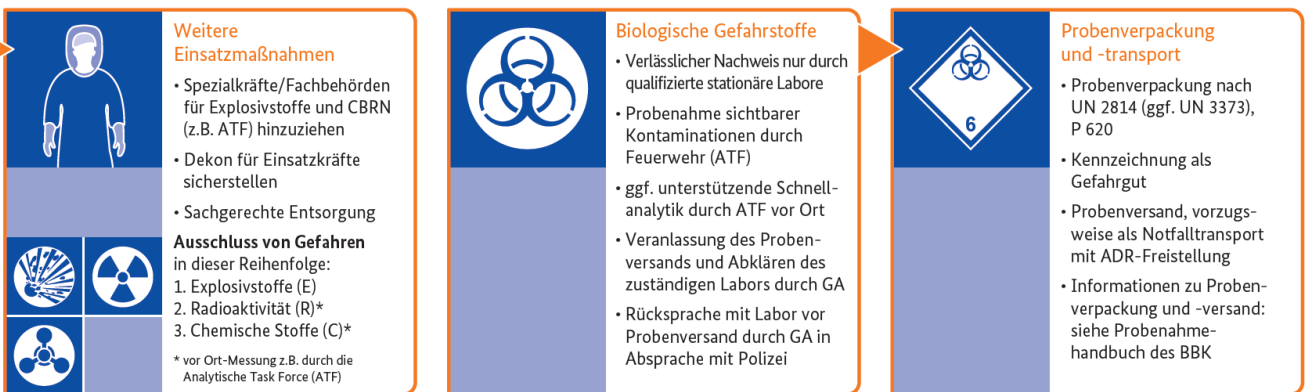 Weitere
Einsatzmaßnahmen
• Spezialkräfte/Fachbehörden
für Explosivstoffe und CBRN
(z.B. ATF) hinzuziehen
• Dekon für Einsatzkräfte
sicherstellen
• Sachgerechte Entsorgung
Ausschluss von Gefahren
in dieser Reihenfolge:
1. Explosivstoffe (E)
2. Radioaktivität (R)*
3. Chemische Stoffe (C)*
* vor Ort-Messung z.B. durch die
Analytische Task Force (ATF)
Biologische Gefahrstoffe
• Verlässlicher Nachweis nur durch
qualifizierte stationäre Labore
• Probenahme sichtbarer
Kontaminationen durch
Feuerwehr (ATF)
• ggf. unterstützende Schnell-
analytik durch ATF vor Ort
• Veranlassung des Proben-
versands und Abklären des
zuständigen Labors durch GA
• Rücksprache mit Labor vor
Probenversand durch GA in
Absprache mit Polizei
6
Probenverpackung
und -transport
• Probenverpackung nach
UN 2814 (ggf. UN 3373),
P 620
• Kennzeichnung als
Gefahrgut
• Probenversand, vorzugs-
weise als Notfalltransport
mit ADR-Freistellung
• Informationen zu Proben-
verpackung und -versand:
siehe Probenahme-
handbuch des BBK